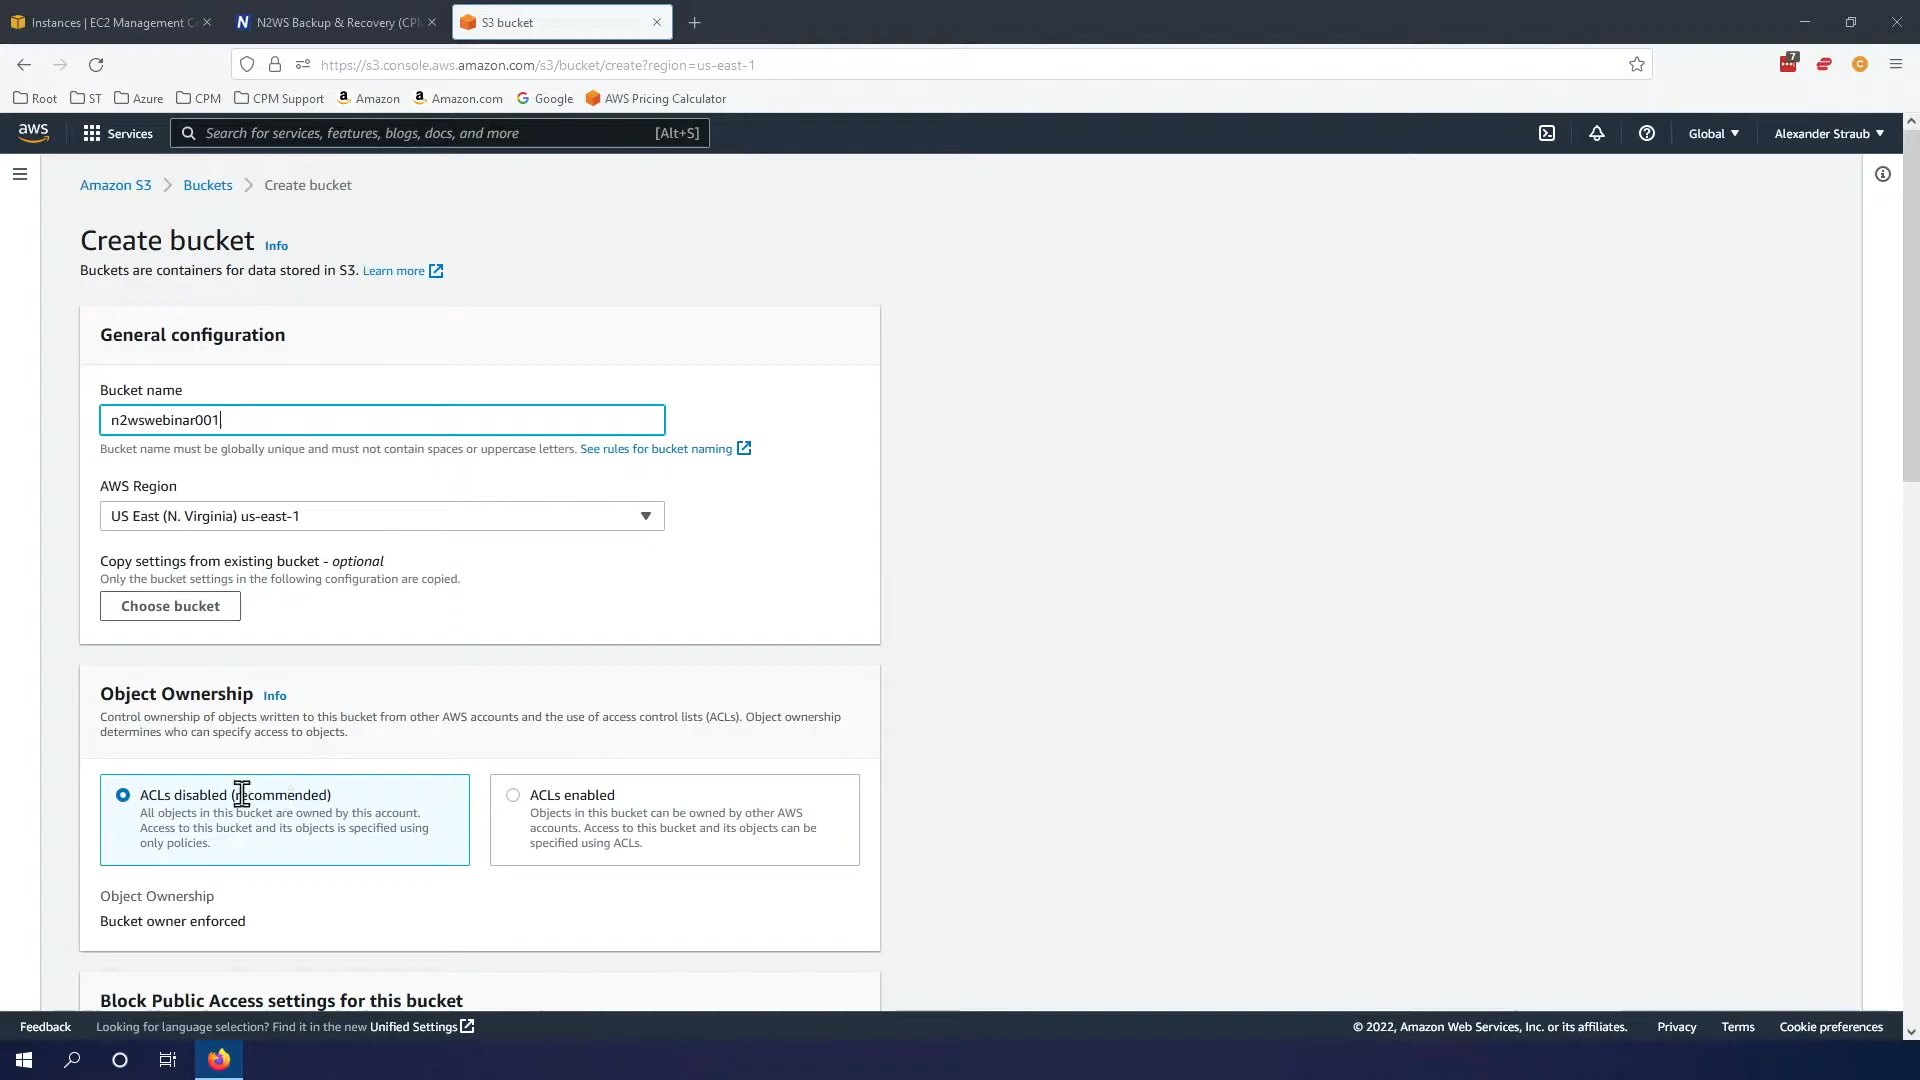 Instances | EC2 Management C
N2WS Backup & Recovery (CPM
S3 bucket
https://s3.console.aws.amazon.com/s3/bucket/create?region=us-east-1
7
C
Root
ST
Azure
CPM
CPM Support
Amazon
Amazon.com
Google
AWS Pricing Calculator
aws
Services
Search for services, features, blogs, docs, and more
[Alt+S]
Global
Alexander Straub
Amazon S3
Buckets
Create bucket
Create bucket Info
Buckets are containers for data stored in S3. Learn more
General configuration
Bucket name
n2wswebinar001
Bucket name must be globally unique and must not contain spaces or uppercase letters. See rules for bucket naming
AWS Region
US East (N. Virginia) us-east-1
Copy settings from existing bucket - optional
Only the bucket settings in the following configuration are copied.
Choose bucket
Object Ownership Info
Control ownership of objects written to this bucket from other AWS accounts and the use of access control lists (ACLs). Object ownership
determines who can specify access to objects.
ACLs disabled (recommended)
All objects in this bucket are owned by this account.
Access to this bucket and its objects is specified using
only policies.
ACLs enabled
Objects in this bucket can be owned by other AWS
accounts. Access to this bucket and its objects can be
specified using ACLs.
Object Ownership
Bucket owner enforced
Block Public Access settings for this bucket
Feedback
Looking for language selection? Find it in the new Unified Settings
© 2022, Amazon Web Services, Inc. or its affiliates.
Privacy
Terms
Cookie preferences